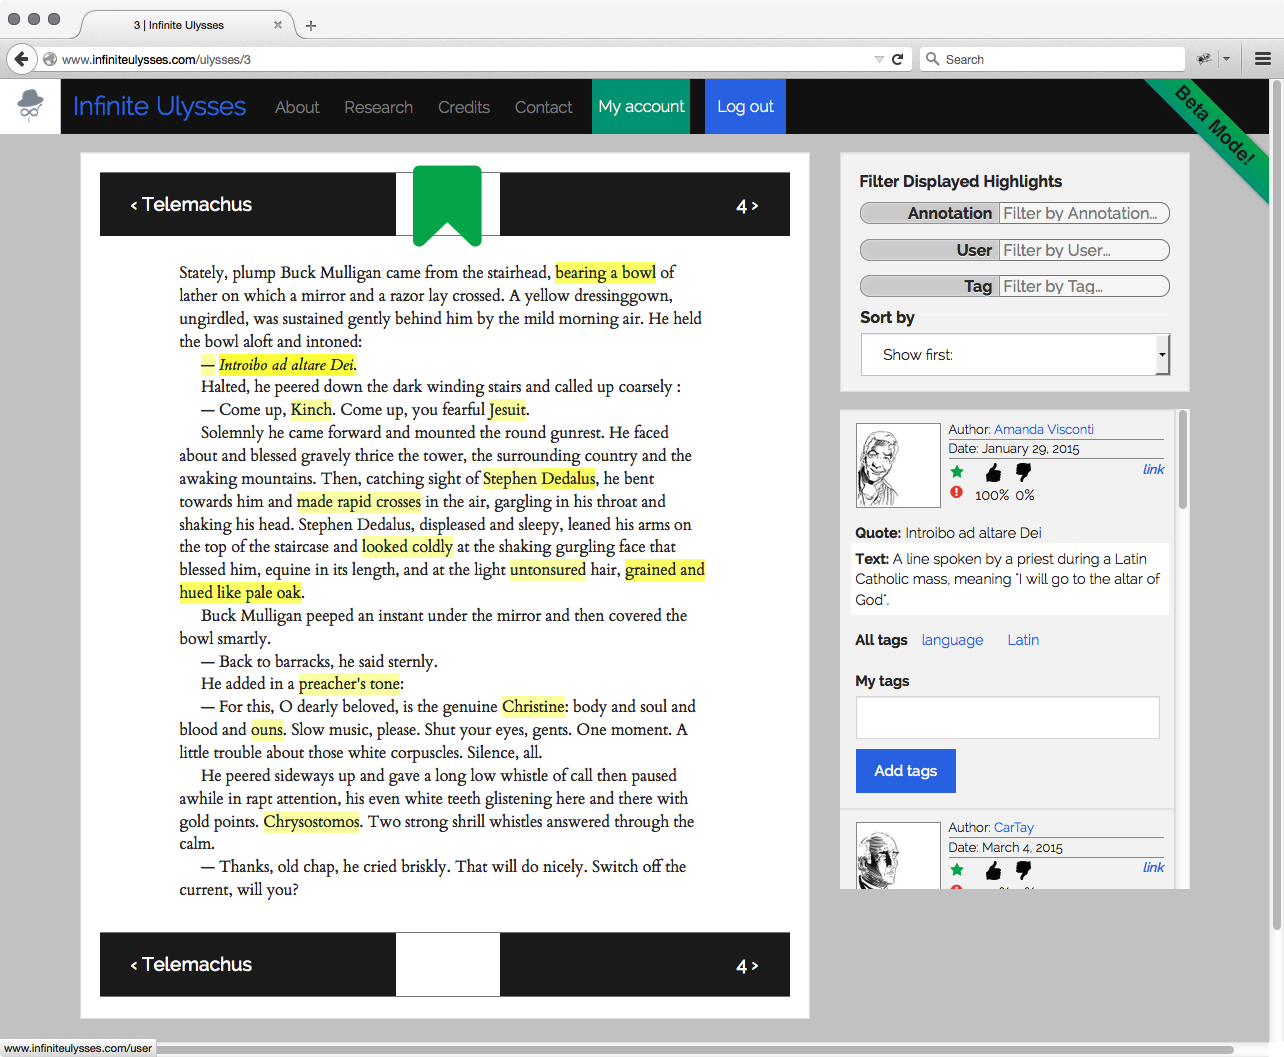 3 | Infinite Ulysses
www.infiniteulysses.com/ulysses/3
Search
Infinite Ulysses
About
Research
Credits
Contact
My account
Log out
Beta Mode!
‹ Telemachus
4 ›
Stately, plump Buck Mulligan came from the stairhead, bearing a bowl of
lather on which a mirror and a razor lay crossed. A yellow dressinggown,
ungirdled, was sustained gently behind him by the mild morning air. He held
the bowl aloft and intoned:
— Introibo ad altare Dei.
Halted, he peered down the dark winding stairs and called up coarsely :
— Come up, Kinch. Come up, you fearful Jesuit.
Solemnly he came forward and mounted the round gunrest. He faced
about and blessed gravely thrice the tower, the surrounding country and the
awaking mountains. Then, catching sight of Stephen Dedalus, he bent
towards him and made rapid crosses in the air, gargling in his throat and
shaking his head. Stephen Dedalus, displeased and sleepy, leaned his arms on
the top of the staircase and looked coldly at the shaking gurgling face that
blessed him, equine in its length, and at the light untonsured hair, grained and
hued like pale oak.
Buck Mulligan peeped an instant under the mirror and then covered the
bowl smartly.
— Back to barracks, he said sternly.
He added in a preacher's tone:
— For this, O dearly beloved, is the genuine Christine: body and soul and
blood and ouns. Slow music, please. Shut your eyes, gents. One moment. A
little trouble about those white corpuscles. Silence, all.
He peered sideways up and gave a long low whistle of call then paused
awhile in rapt attention, his even white teeth glistening here and there with
gold points. Chrysostomos. Two strong shrill whistles answered through the
calm.
— Thanks, old chap, he cried briskly. That will do nicely. Switch off the
current, will you?
‹ Telemachus
4 ›
Filter Displayed Highlights
Annotation Filter by Annotation...
User Filter by User...
Tag Filter by Tag...
Sort by
Show first:
Author: Amanda Visconti
Date: January 29, 2015
link
100% 0%
Quote: Introibo ad altare Dei
Text: A line spoken by a priest during a Latin
Catholic mass, meaning "I will go to the altar of
God".
All tags language Latin
My tags
Add tags
Author: CarTay
Date: March 4, 2015
link
www.infiniteulysses.com/user